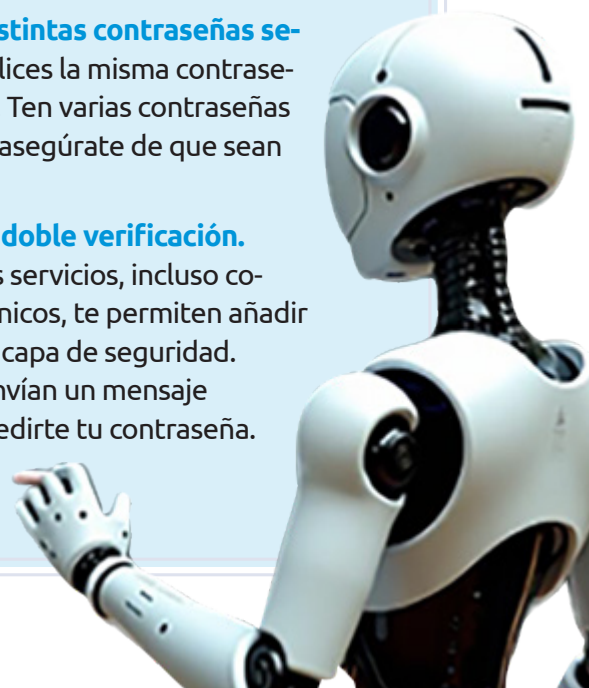 stintas contraseñas se-
lices la misma contrase-
Ten varias contraseñas
asegúrate de que sean
doble verificación.
s servicios, incluso co-
nicos, te permiten añadir
capa de seguridad.
nvían un mensaje
edirte tu contraseña.